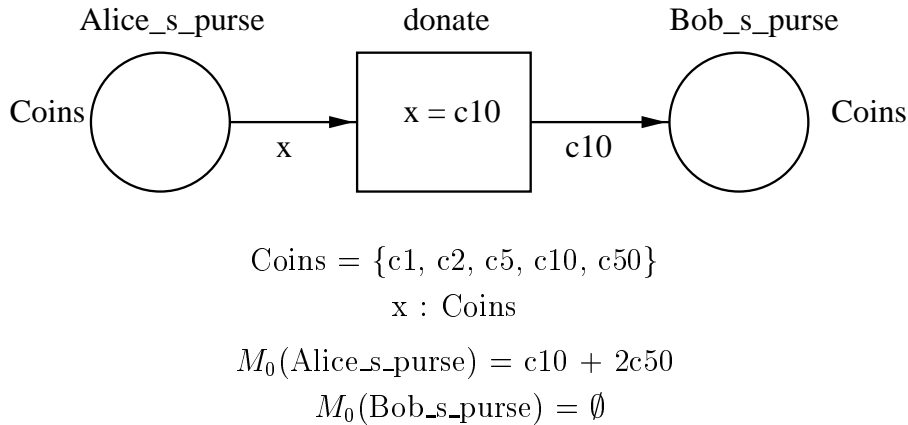 Alice_s_purse donate Bob_s_purse
Coins x = c10 Coins
x c10
Coins = {c1, c2, c5, c10, c50}
x : Coins
M₀(Alice_s_purse) = c10 + 2c50
M₀(Bob_s_purse) = ∅